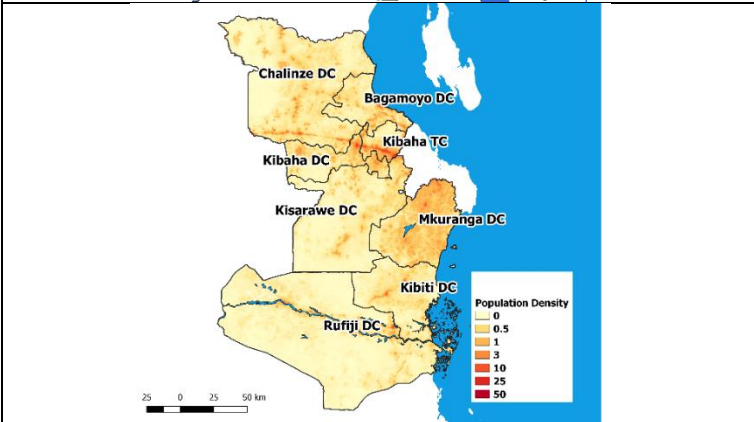 Chalinze DC
Bagamoyo DC
Kibaha TC
Kibaha DC
Kisarawe DC
Mkuranga DC
Kibiti DC
Rufiji DC
Population Density
0
0.5
1
3
10
25
50
25 0 25 50 km